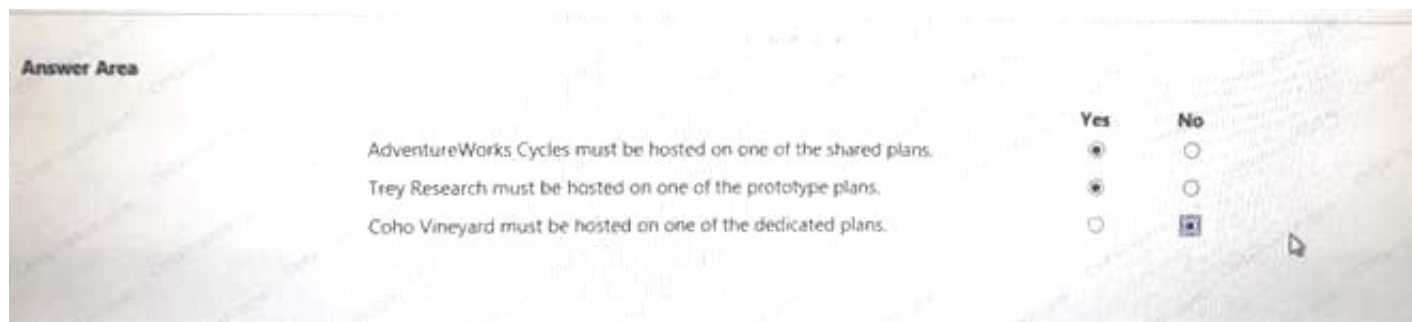 Answer Area
Yes No
AdventureWorks Cycles must be hosted on one of the shared plans.
Trey Research must be hosted on one of the prototype plans.
Coho Vineyard must be hosted on one of the dedicated plans.